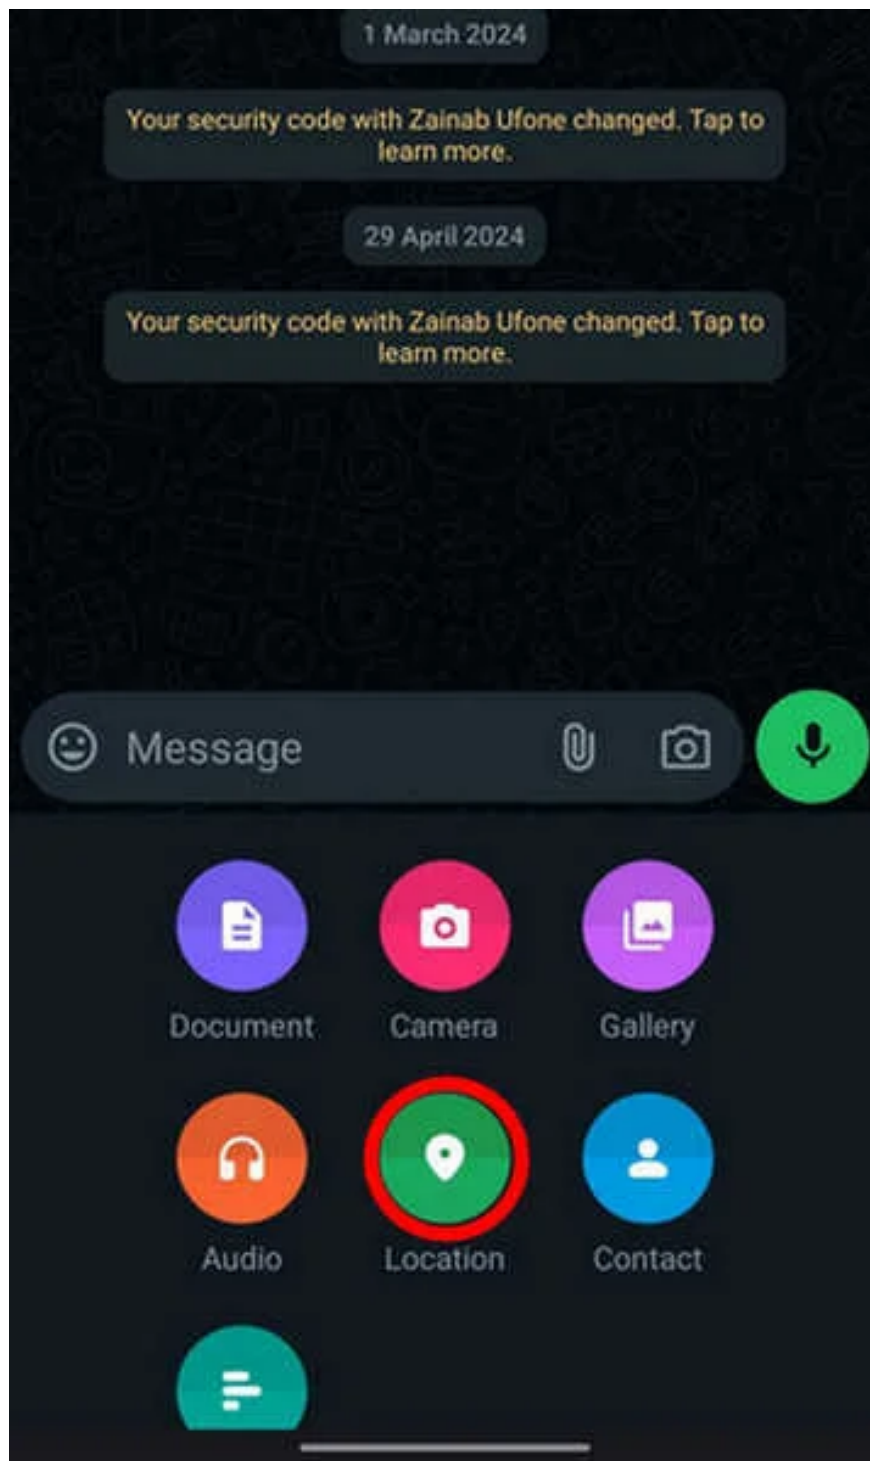 1 March 2024
Your security code with Zainab Ufone changed. Tap to
learn more.
29 April 2024
Your security code with Zainab Ufone changed. Tap to
learn more.
Message
Document Camera Gallery
Audio Location Contact